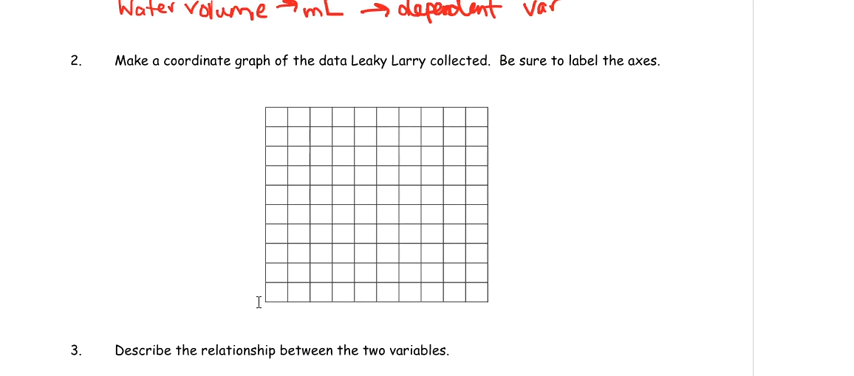 Water volume → mL → dependent var
2. Make a coordinate graph of the data Leaky Larry collected. Be sure to label the axes.
3. Describe the relationship between the two variables.